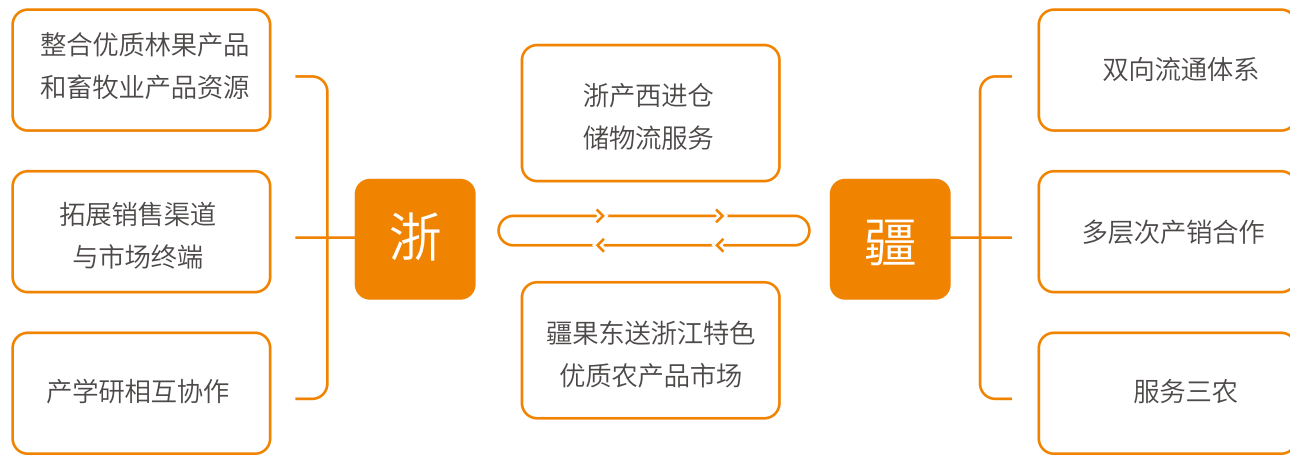 整合优质林果产品
和畜牧业产品资源
拓展销售渠道
与市场终端
产学研相互协作
浙
浙产西进仓
储物流服务
疆果东送浙江特色
优质农产品市场
疆
双向流通体系
多层次产销合作
服务三农